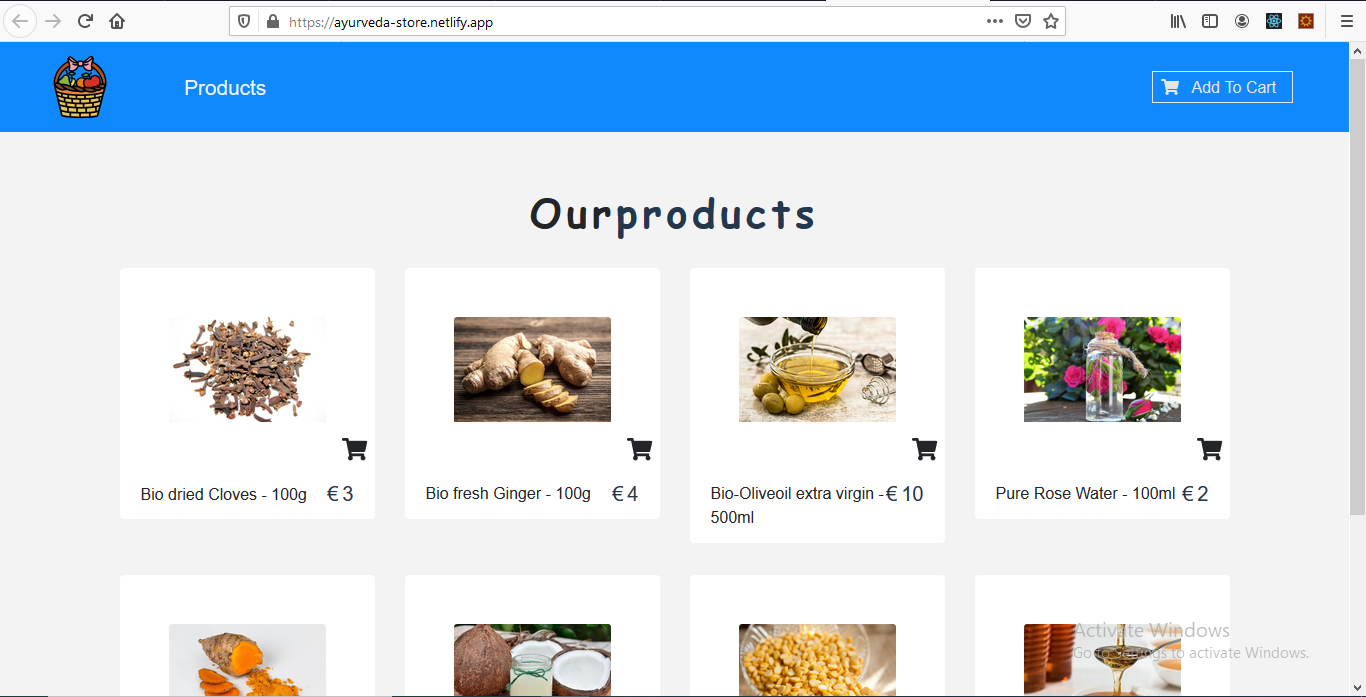 https://ayurveda-store.netlify.app
Products
Add To Cart
Ourproducts
Bio dried Cloves - 100g € 3
Bio fresh Ginger - 100g € 4
Bio-Oliveoil extra virgin - € 10
500ml
Pure Rose Water - 100ml € 2
Activate Windows
Go to Settings to activate Windows.